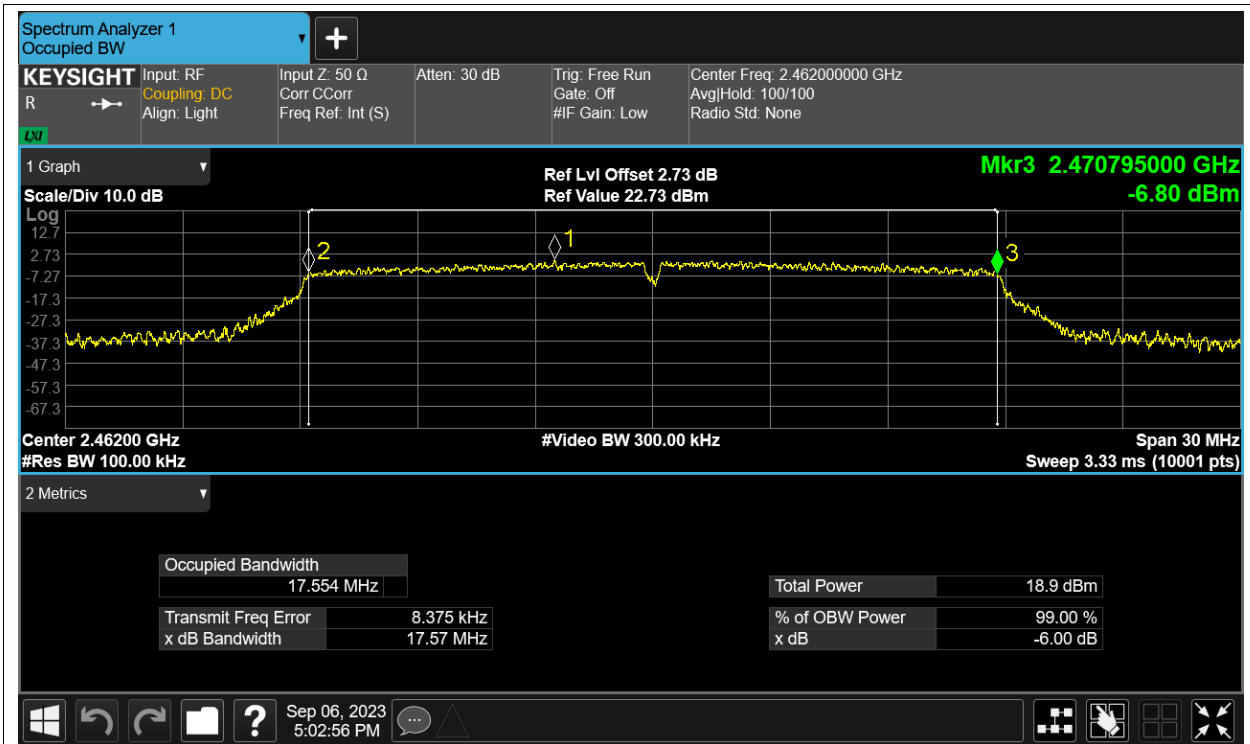 Spectrum Analyzer 1
Occupied BW
KEYSIGHT
R
LXI
Input: RF
Coupling: DC
Align: Light
Input Z: 50 Ω
Corr CCorr
Freq Ref: Int (S)
Atten: 30 dB
Trig: Free Run
Gate: Off
#IF Gain: Low
Center Freq: 2.462000000 GHz
Avg|Hold: 100/100
Radio Std: None
1 Graph
Scale/Div 10.0 dB
Ref Lvl Offset 2.73 dB
Ref Value 22.73 dBm
Mkr3 2.470795000 GHz
-6.80 dBm
Log
12.7
2.73
-7.27
-17.3
-27.3
-37.3
-47.3
-57.3
-67.3
2
1
3
Center 2.46200 GHz
#Video BW 300.00 kHz
Span 30 MHz
#Res BW 100.00 kHz
Sweep 3.33 ms (10001 pts)
2 Metrics
Occupied Bandwidth
17.554 MHz
Transmit Freq Error 8.375 kHz
x dB Bandwidth 17.57 MHz
Total Power 18.9 dBm
% of OBW Power 99.00 %
x dB -6.00 dB
?
Sep 06, 2023
5:02:56 PM